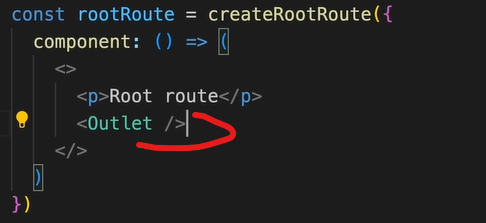 const rootRoute = createRootRoute({
component: () => (
<>
<p>Root route</p>
<Outlet />
</>
)
})